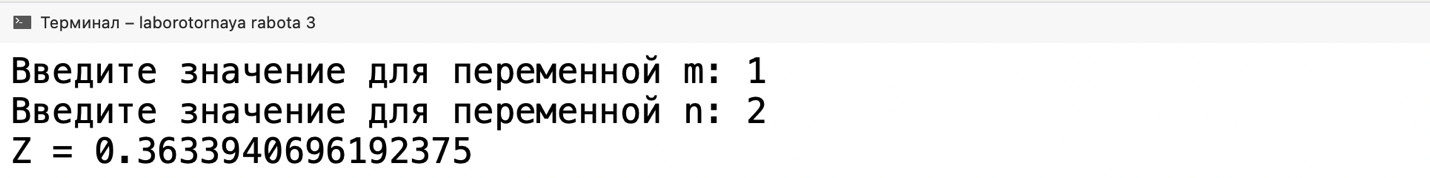 Терминал – laborotornaya rabota 3
Введите значение для переменной m: 1
Введите значение для переменной n: 2
Z = 0.3633940696192375